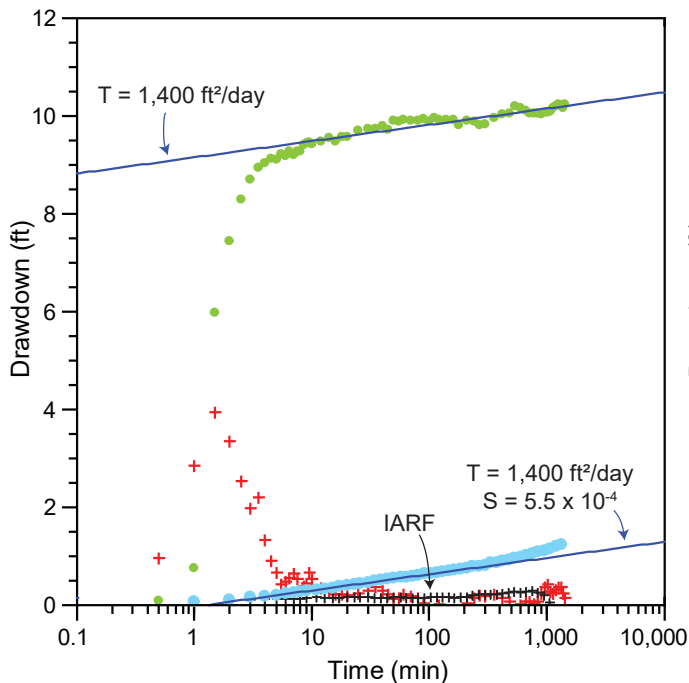 12
10
8
6
4
2
0
Drawdown (ft)
T = 1,400 ft²/day
T = 1,400 ft²/day
S = 5.5 x 10⁻⁴
IARF
0.1
1
10
100
1,000
10,000
Time (min)